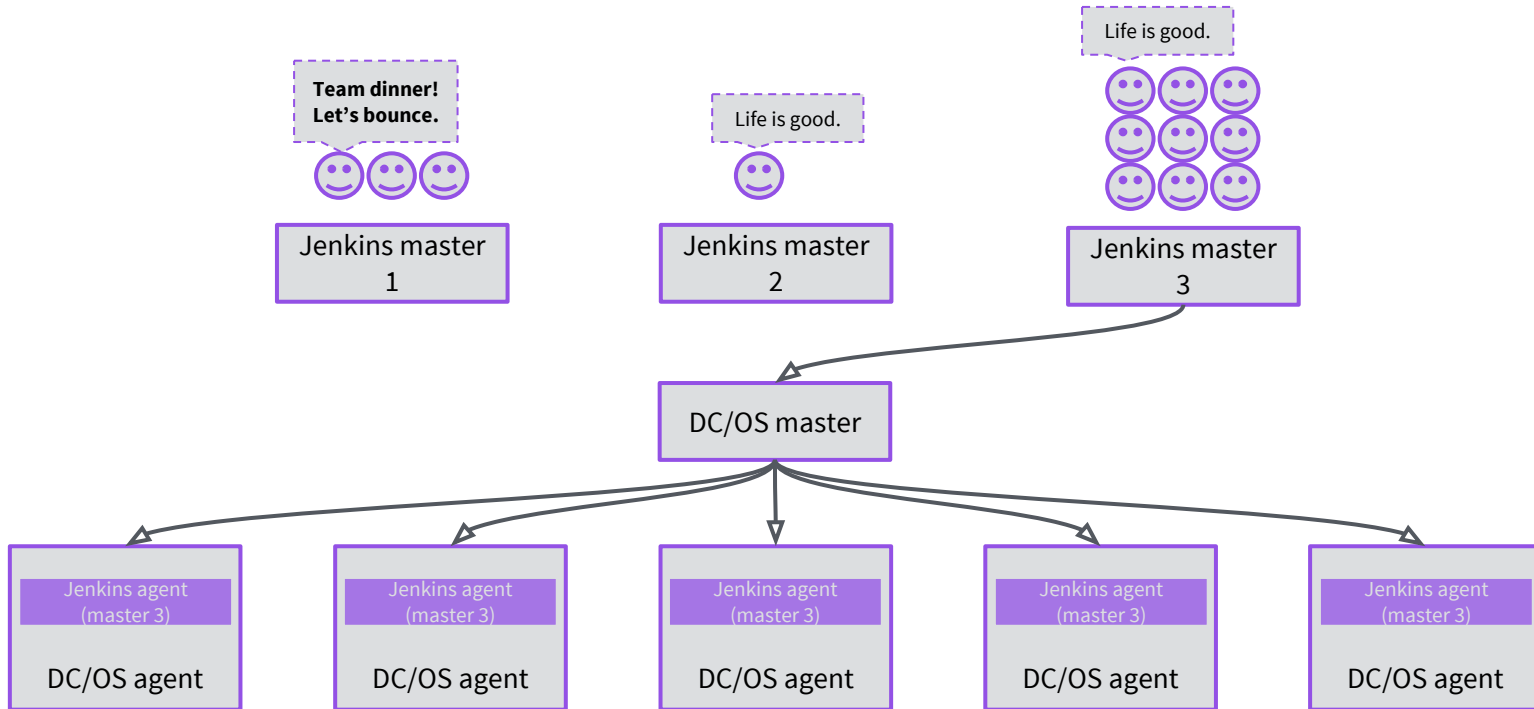 Life is good.
Team dinner!
Let’s bounce.
Life is good.
Jenkins master
1
Jenkins master
2
Jenkins master
3
DC/OS master
Jenkins agent
(master 3)
DC/OS agent
Jenkins agent
(master 3)
DC/OS agent
Jenkins agent
(master 3)
DC/OS agent
Jenkins agent
(master 3)
DC/OS agent
Jenkins agent
(master 3)
DC/OS agent